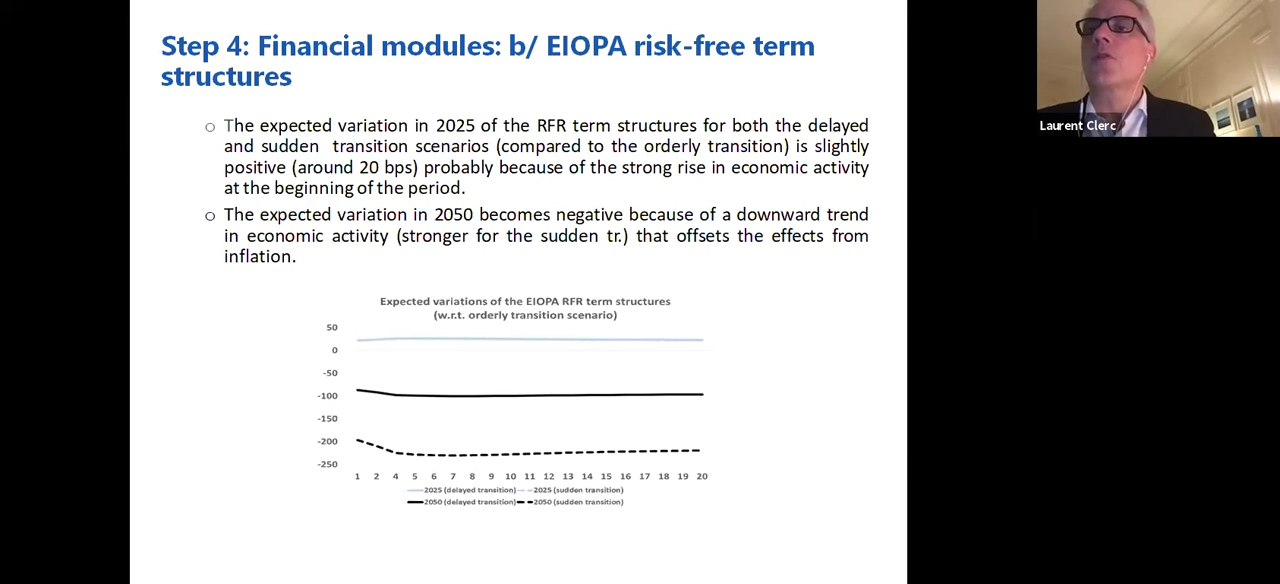 Step 4: Financial modules: b/ EIOPA risk-free term
structures
○ The expected variation in 2025 of the RFR term structures for both the delayed
and sudden transition scenarios (compared to the orderly transition) is slightly
positive (around 20 bps) probably because of the strong rise in economic activity
at the beginning of the period.
○ The expected variation in 2050 becomes negative because of a downward trend
in economic activity (stronger for the sudden tr.) that offsets the effects from
inflation.
Laurent Clerc
Expected variations of the EIOPA RFR term structures
(w.r.t. orderly transition scenario)
50
0
-50
-100
-150
-200
-250
1 2 4 5 6 7 8 9 10 11 12 13 14 15 16 17 18 19 20
2025 (delayed transition) 2025 (sudden transition)
2050 (delayed transition) 2050 (sudden transition)